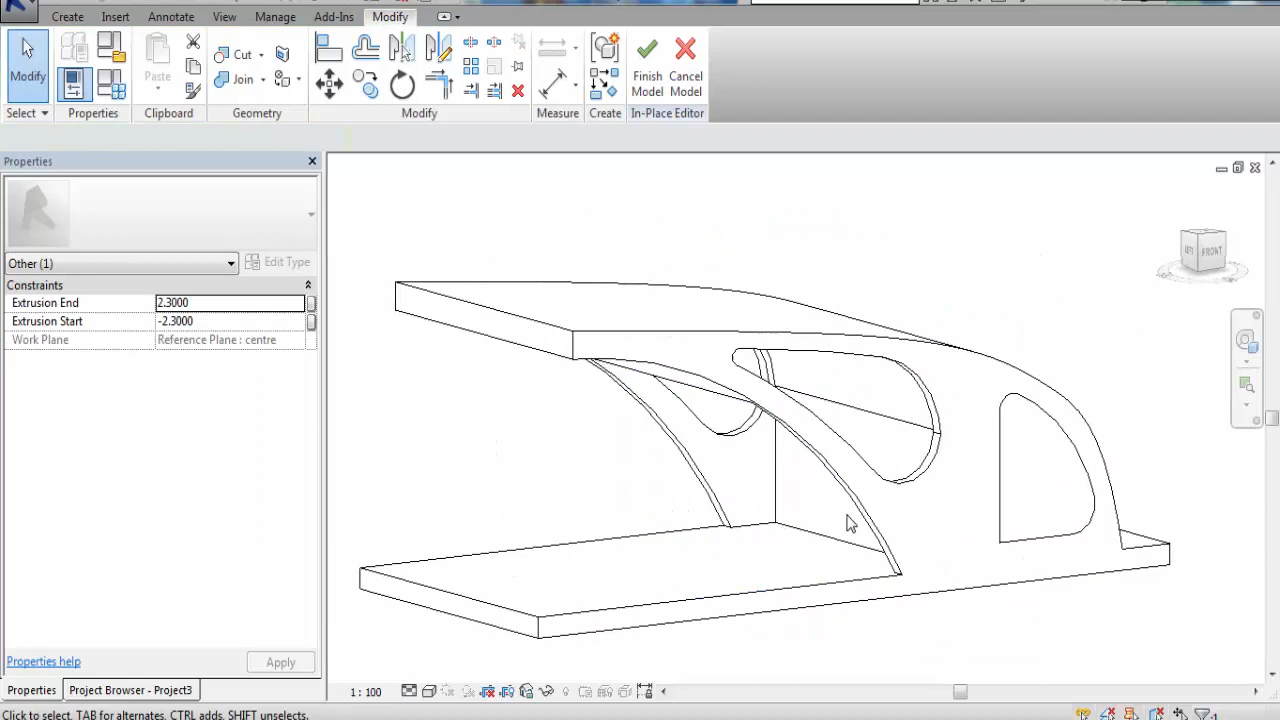 Create Insert Annotate View Manage Add-Ins Modify
Modify
Paste
Cut
Join
Finish Model
Cancel Model
Select Properties Clipboard Geometry Modify Measure Create In-Place Editor
Properties
Other (1)
Edit Type
Constraints
Extrusion End 2.3000
Extrusion Start -2.3000
Work Plane Reference Plane : centre
LEFT FRONT
Properties help
Apply
Properties Project Browser - Project3
1 : 100
Click to select, TAB for alternates, CTRL adds, SHIFT unselects.